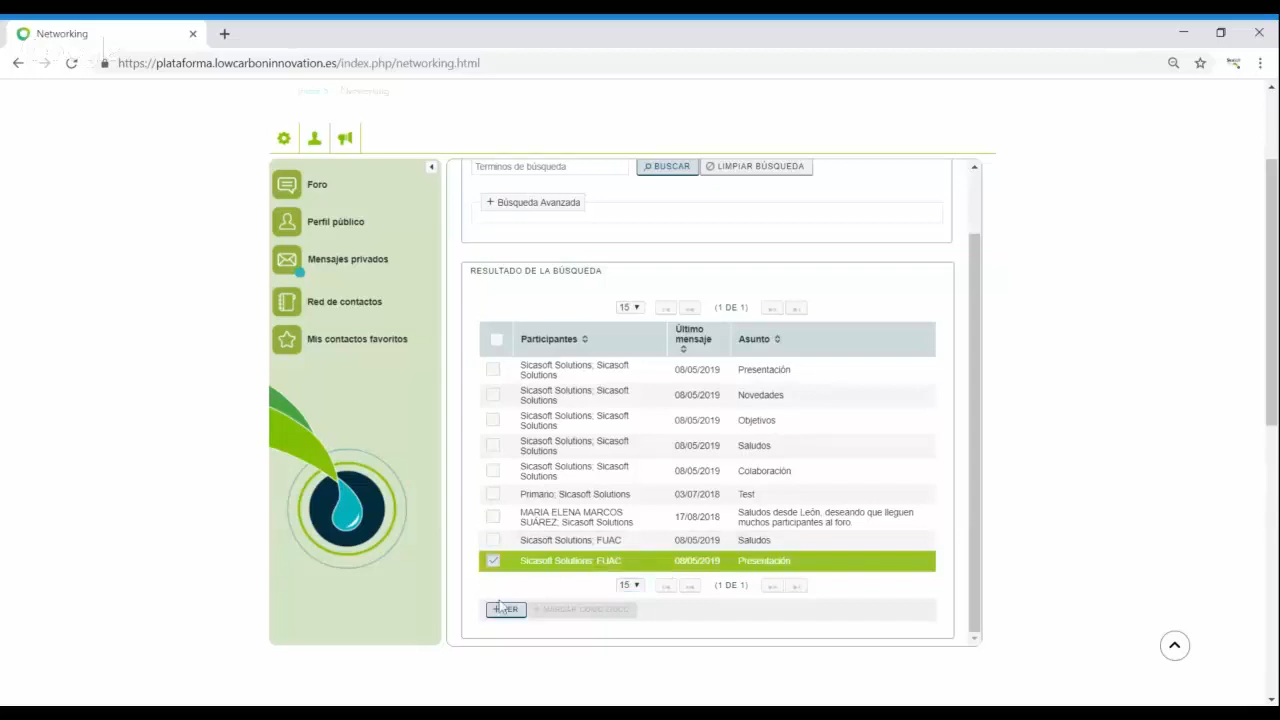 Networking
https://plataforma.lowcarboninnovation.es/index.php/networking.html
Networking
Foro
Perfil público
Mensajes privados
Red de contactos
Mis contactos favoritos
Terminos de búsqueda
BUSCAR
LIMPIAR BÚSQUEDA
+ Búsqueda Avanzada
RESULTADO DE LA BÚSQUEDA
15 (1 DE 1)
Participantes
Último mensaje
Asunto
Sicasoft Solutions; Sicasoft Solutions 08/05/2019 Presentación
Sicasoft Solutions; Sicasoft Solutions 08/05/2019 Novedades
Sicasoft Solutions; Sicasoft Solutions 08/05/2019 Objetivos
Sicasoft Solutions; Sicasoft Solutions 08/05/2019 Saludos
Sicasoft Solutions; Sicasoft Solutions 08/05/2019 Colaboración
Primario; Sicasoft Solutions 03/07/2018 Test
MARIA ELENA MARCOS SUÁREZ; Sicasoft Solutions 17/08/2018 Saludos desde León, deseando que lleguen muchos participantes al foro.
Sicasoft Solutions; FUAC 08/05/2019 Saludos
Sicasoft Solutions; FUAC 08/05/2019 Presentación
15 (1 DE 1)